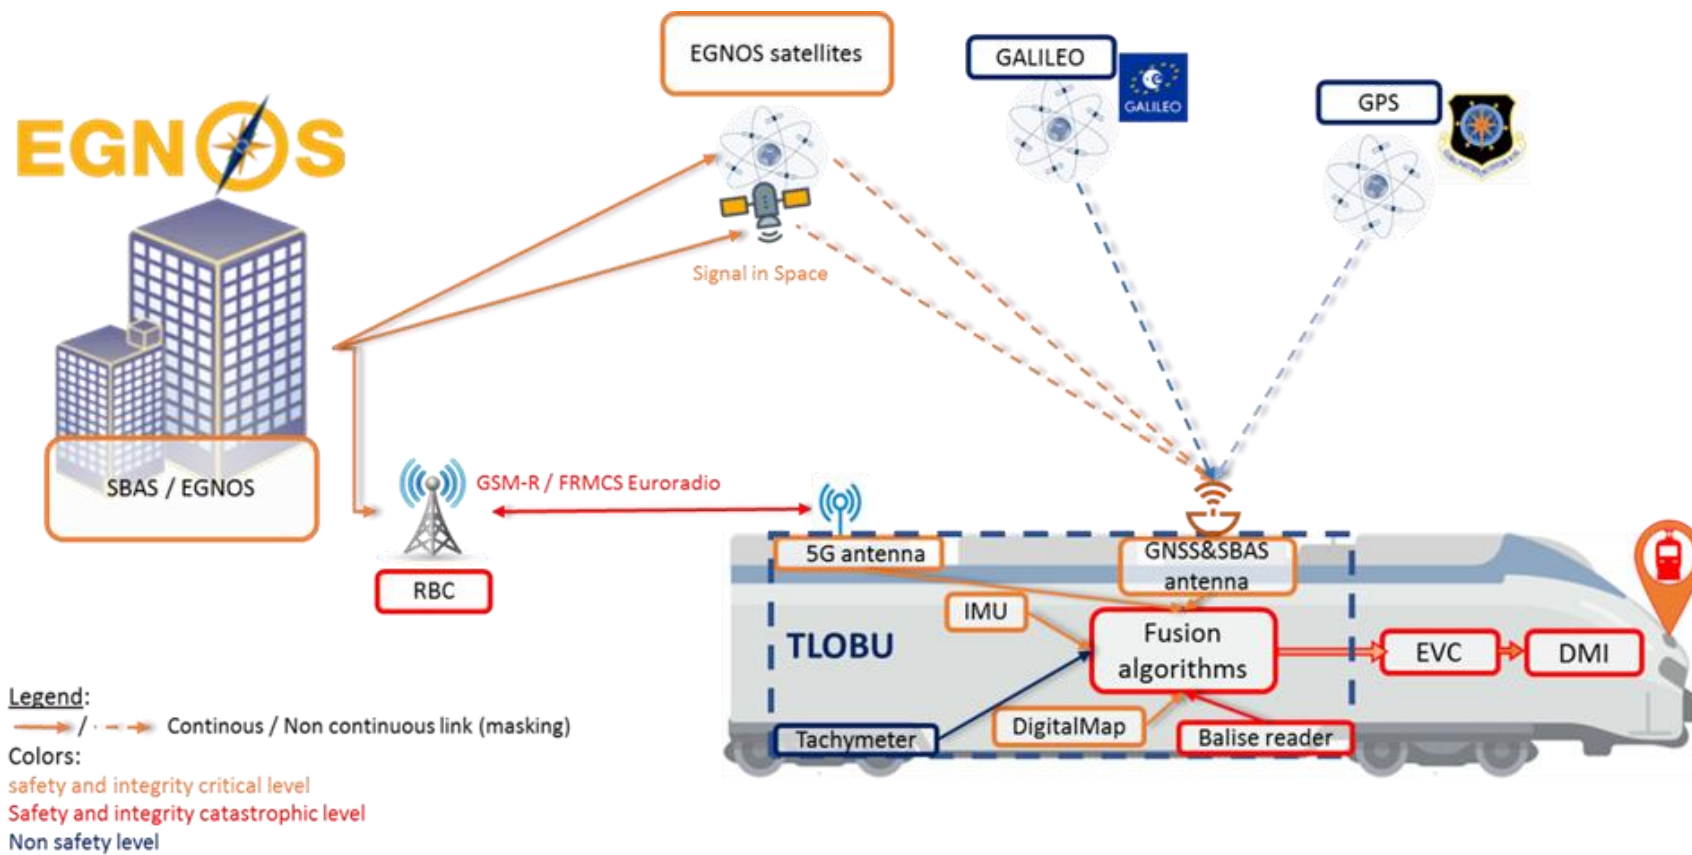 EGNOS satellites
GALILEO
GALILEO
GPS
EGNOS
Signal in Space
SBAS / EGNOS
GSM-R / FRMCS Euroradio
RBC
5G antenna
GNSS&SBAS
antenna
IMU
Fusion
algorithms
TLOBU
EVC
DMI
DigitalMap
Tachymeter
Balise reader
Legend:
/ Continous / Non continuous link (masking)
Colors:
safety and integrity critical level
Safety and integrity catastrophic level
Non safety level